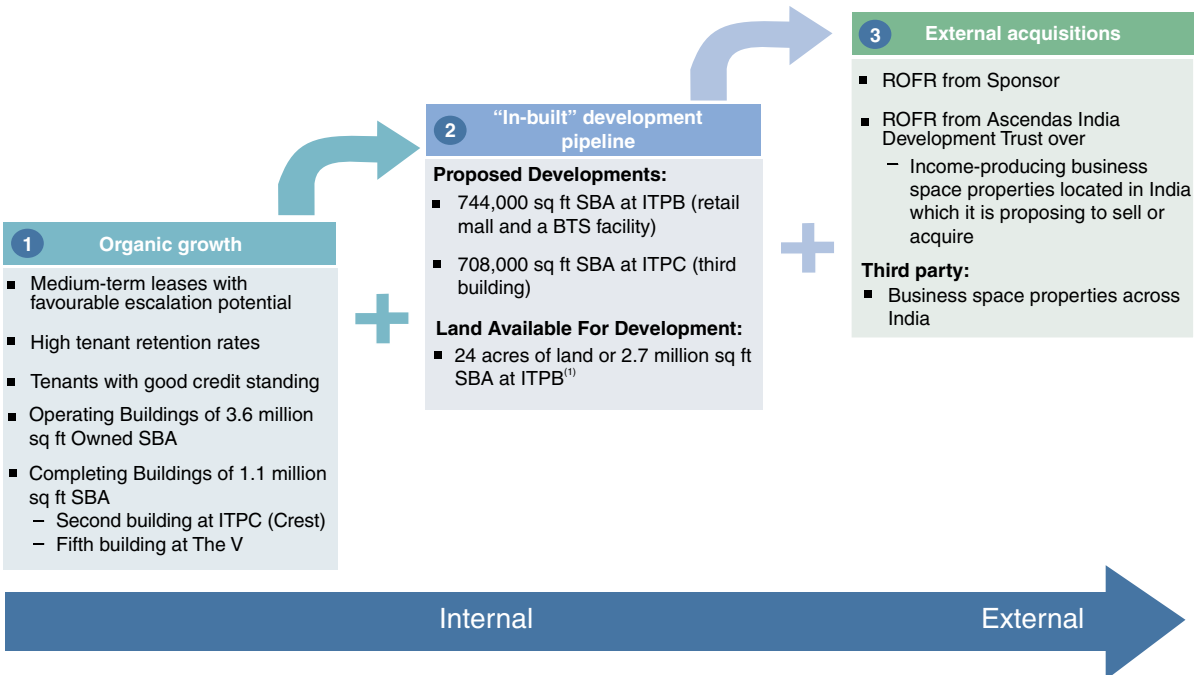 1 Organic growth
■ Medium-term leases with
favourable escalation potential
■ High tenant retention rates
■ Tenants with good credit standing
■ Operating Buildings of 3.6 million
sq ft Owned SBA
■ Completing Buildings of 1.1 million
sq ft SBA
– Second building at ITPC (Crest)
– Fifth building at The V
2 “In-built” development
pipeline
Proposed Developments:
■ 744,000 sq ft SBA at ITPB (retail
mall and a BTS facility)
■ 708,000 sq ft SBA at ITPC (third
building)
Land Available For Development:
■ 24 acres of land or 2.7 million sq ft
SBA at ITPB(1)
3 External acquisitions
■ ROFR from Sponsor
■ ROFR from Ascendas India
Development Trust over
– Income-producing business
space properties located in India
which it is proposing to sell or
acquire
Third party:
■ Business space properties across
India
Internal
External